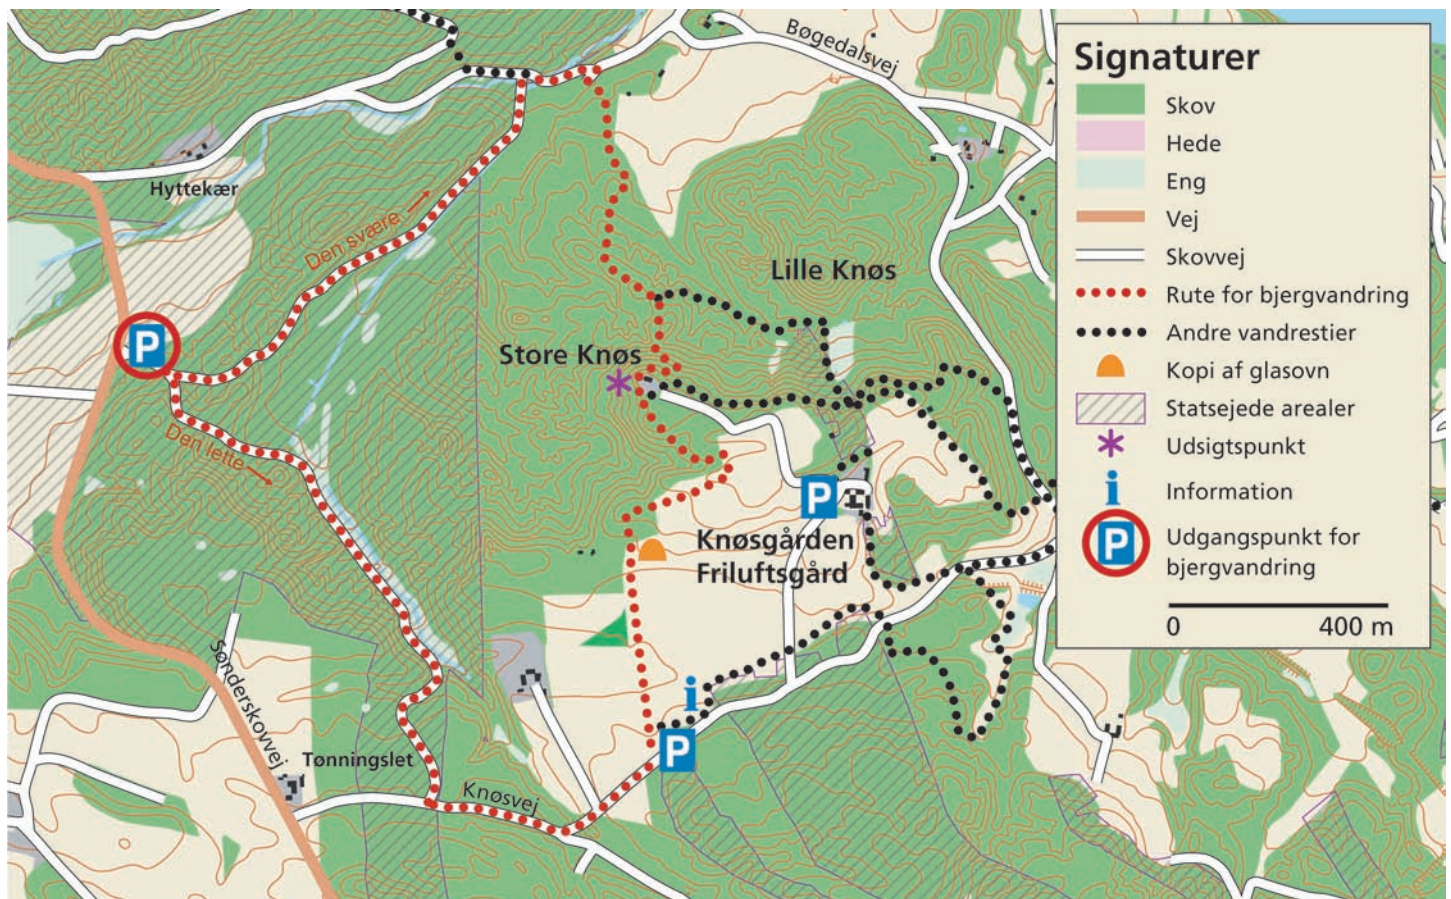 Bøgedalsvej
Hyttekær
Den svære
Lille Knøs
Store Knøs
P
Den lette
P
Knøsgården
Friluftsgård
Sønderskovvej
i
P
Tønningslet
Knøsvej
Signaturer
Skov
Hede
Eng
Vej
Skovvej
Rute for bjergvandring
Andre vandrestier
Kopi af glasovn
Statsejede arealer
Udsigtspunkt
i Information
P Udgangspunkt for
bjergvandring
0 400 m